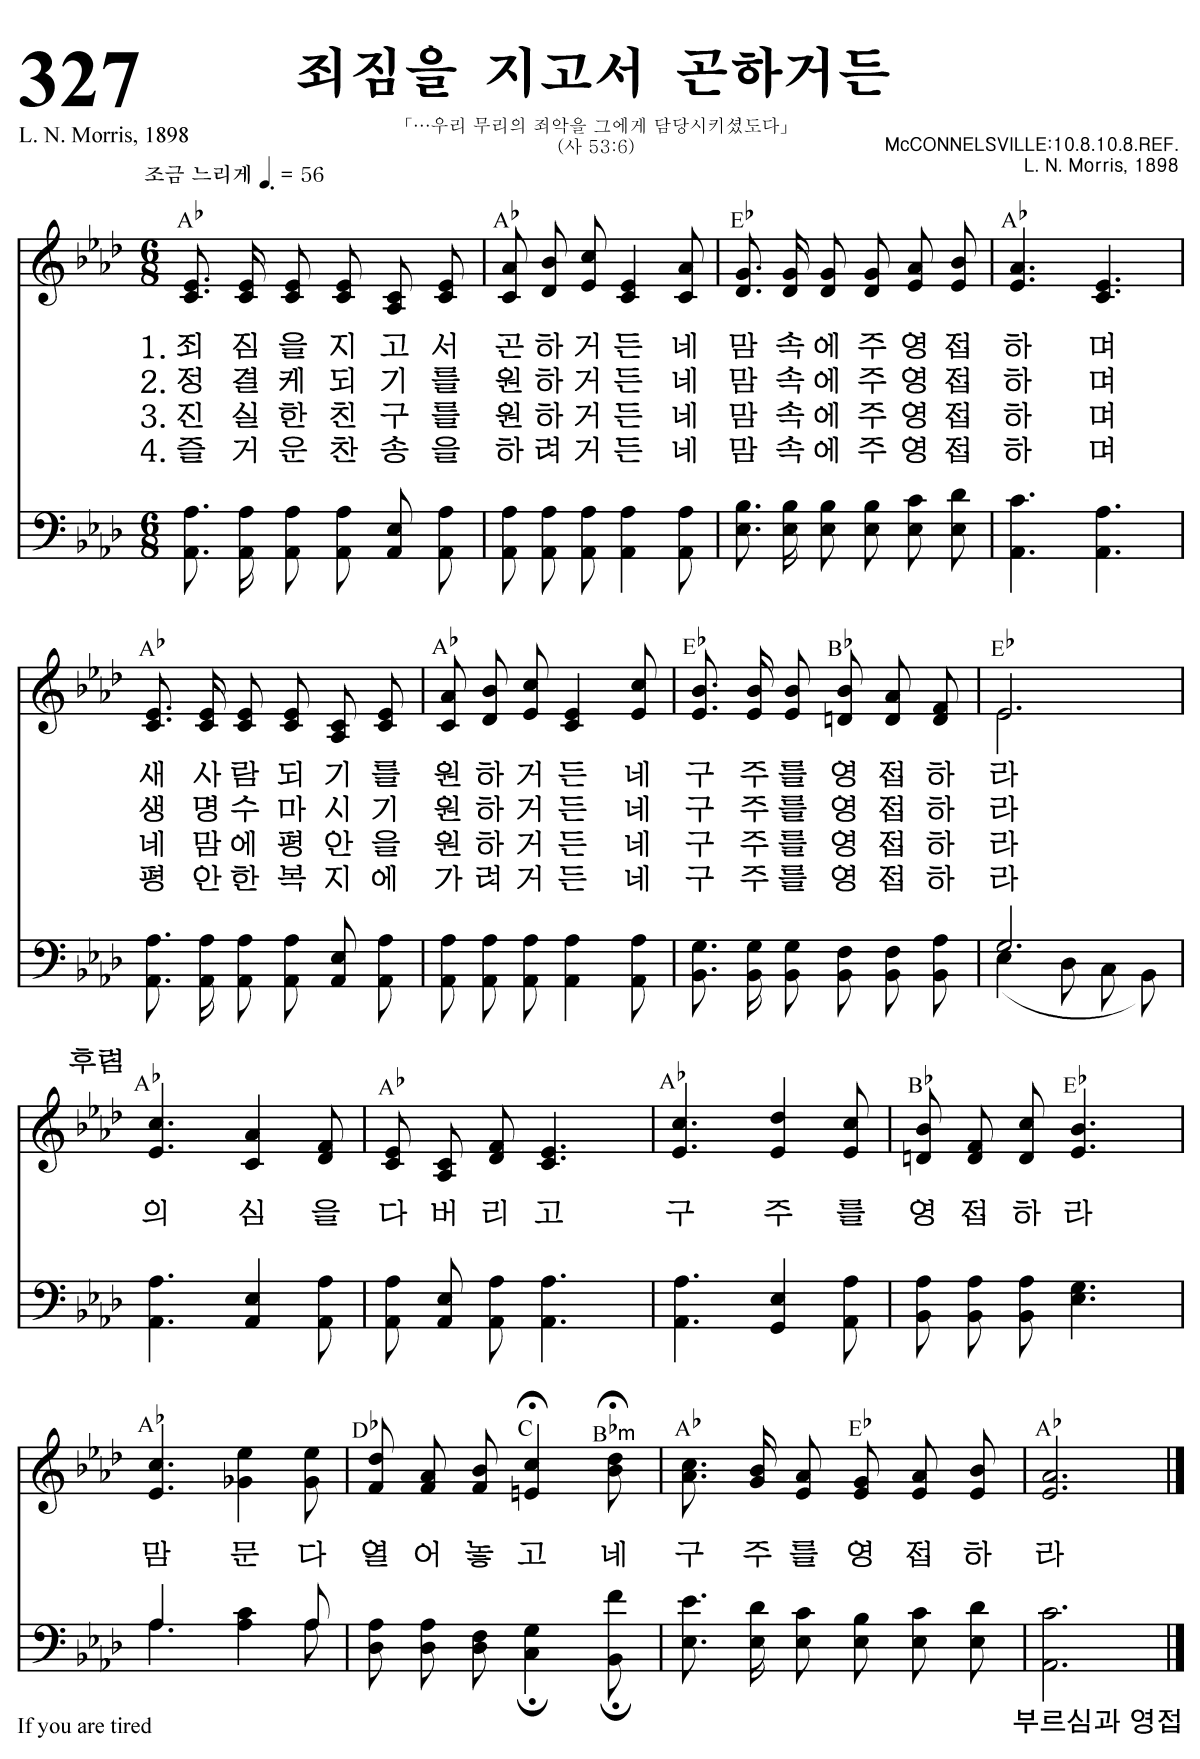 327
죄짐을 지고서 곤하거든
「…우리 무리의 죄악을 그에게 담당시키셨도다」
(사 53:6)
L. N. Morris, 1898
McCONNELSVILLE:10.8.10.8.REF.
L. N. Morris, 1898
조금 느리게 ♩. = 56
A♭ A♭ E♭ A♭
6/8
1. 죄 짐 을 지 고 서 곤 하 거 든 네 맘 속 에 주 영 접 하 며
2. 정 결 케 되 기 를 원 하 거 든 네 맘 속 에 주 영 접 하 며
3. 진 실 한 친 구 를 원 하 거 든 네 맘 속 에 주 영 접 하 며
4. 즐 거 운 찬 송 을 하 려 거 든 네 맘 속 에 주 영 접 하 며
6/8
A♭ A♭ E♭ B♭ E♭
새 사 람 되 기 를 원 하 거 든 네 구 주 를 영 접 하 라
생 명 수 마 시 기 원 하 거 든 네 구 주 를 영 접 하 라
네 맘 에 평 안 을 원 하 거 든 네 구 주 를 영 접 하 라
평 안 한 복 지 에 가 려 거 든 네 구 주 를 영 접 하 라
후렴
A♭ A♭ A♭ B♭ E♭
의 심 을 다 버 리 고 구 주 를 영 접 하 라
A♭ D♭ C B♭m A♭ E♭ A♭
맘 문 다 열 어 놓 고 네 구 주 를 영 접 하 라
If you are tired
부르심과 영접